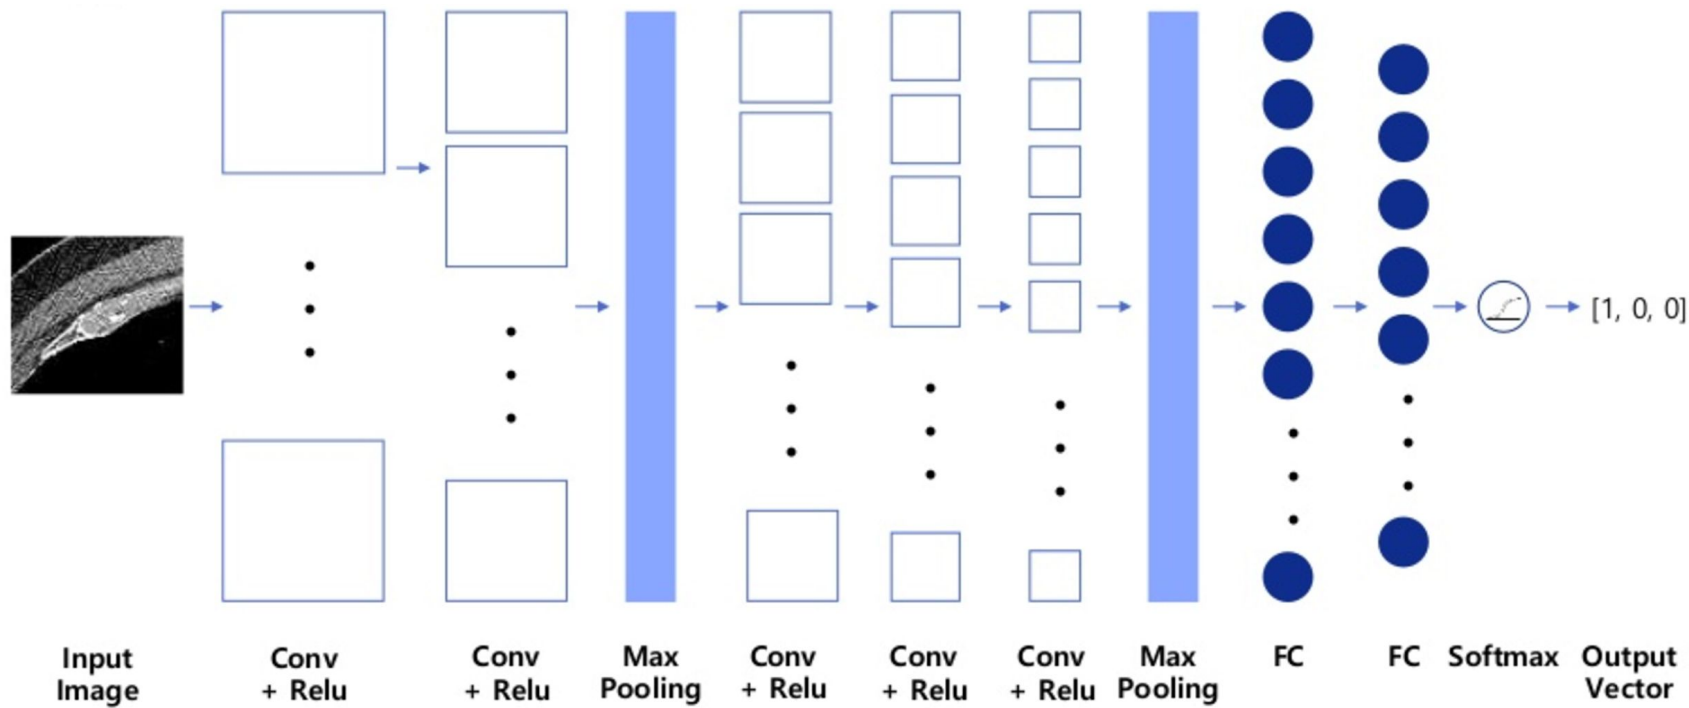 [1, 0, 0]
Input
Image
Conv
+ Relu
Conv
+ Relu
Max
Pooling
Conv
+ Relu
Conv
+ Relu
Conv
+ Relu
Max
Pooling
FC
FC
Softmax
Output
Vector